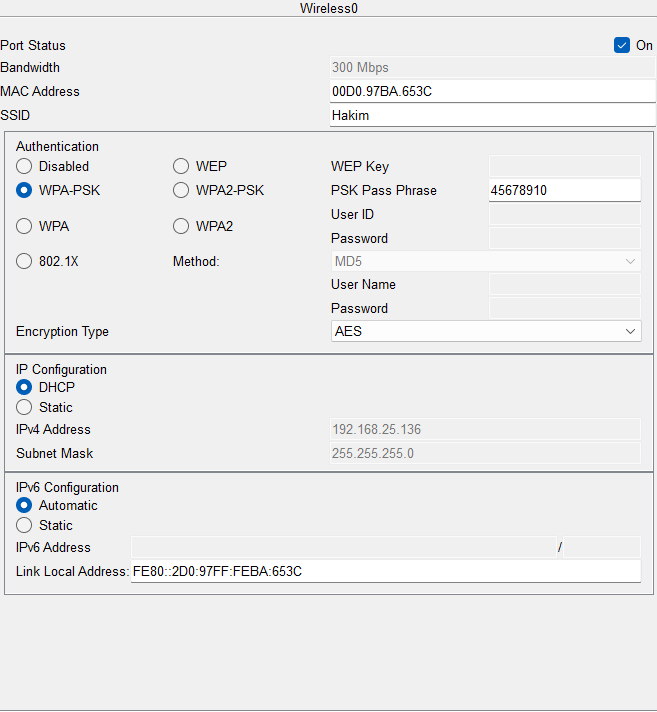 Wireless0
Port Status On
Bandwidth 300 Mbps
MAC Address 00D0.97BA.653C
SSID Hakim
Authentication
Disabled WEP WEP Key
WPA-PSK WPA2-PSK PSK Pass Phrase 45678910
User ID
WPA WPA2
Password
802.1X Method: MD5
User Name
Password
Encryption Type AES
IP Configuration
DHCP
Static
IPv4 Address 192.168.25.136
Subnet Mask 255.255.255.0
IPv6 Configuration
Automatic
Static
IPv6 Address /
Link Local Address: FE80::2D0:97FF:FEBA:653C